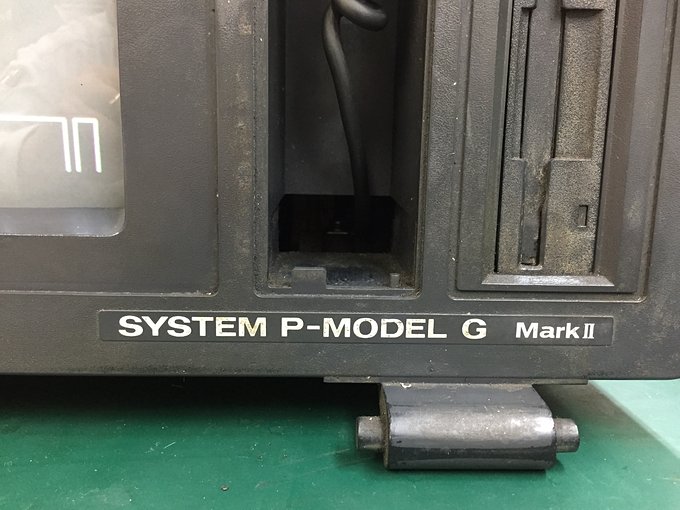 SYSTEM P-MODEL G Mark II